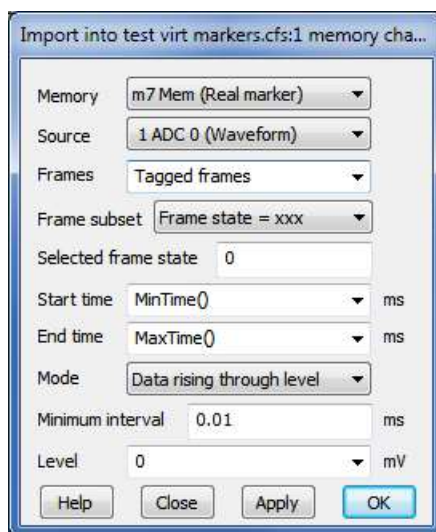 Import into test virt markers.cfs:1 memory cha...
Memory m7 Mem (Real marker)
Source 1 ADC 0 (Waveform)
Frames Tagged frames
Frame subset Frame state = xxx
Selected frame state 0
Start time MinTime() ms
End time MaxTime() ms
Mode Data rising through level
Minimum interval 0.01 ms
Level 0 mV
Help Close Apply OK